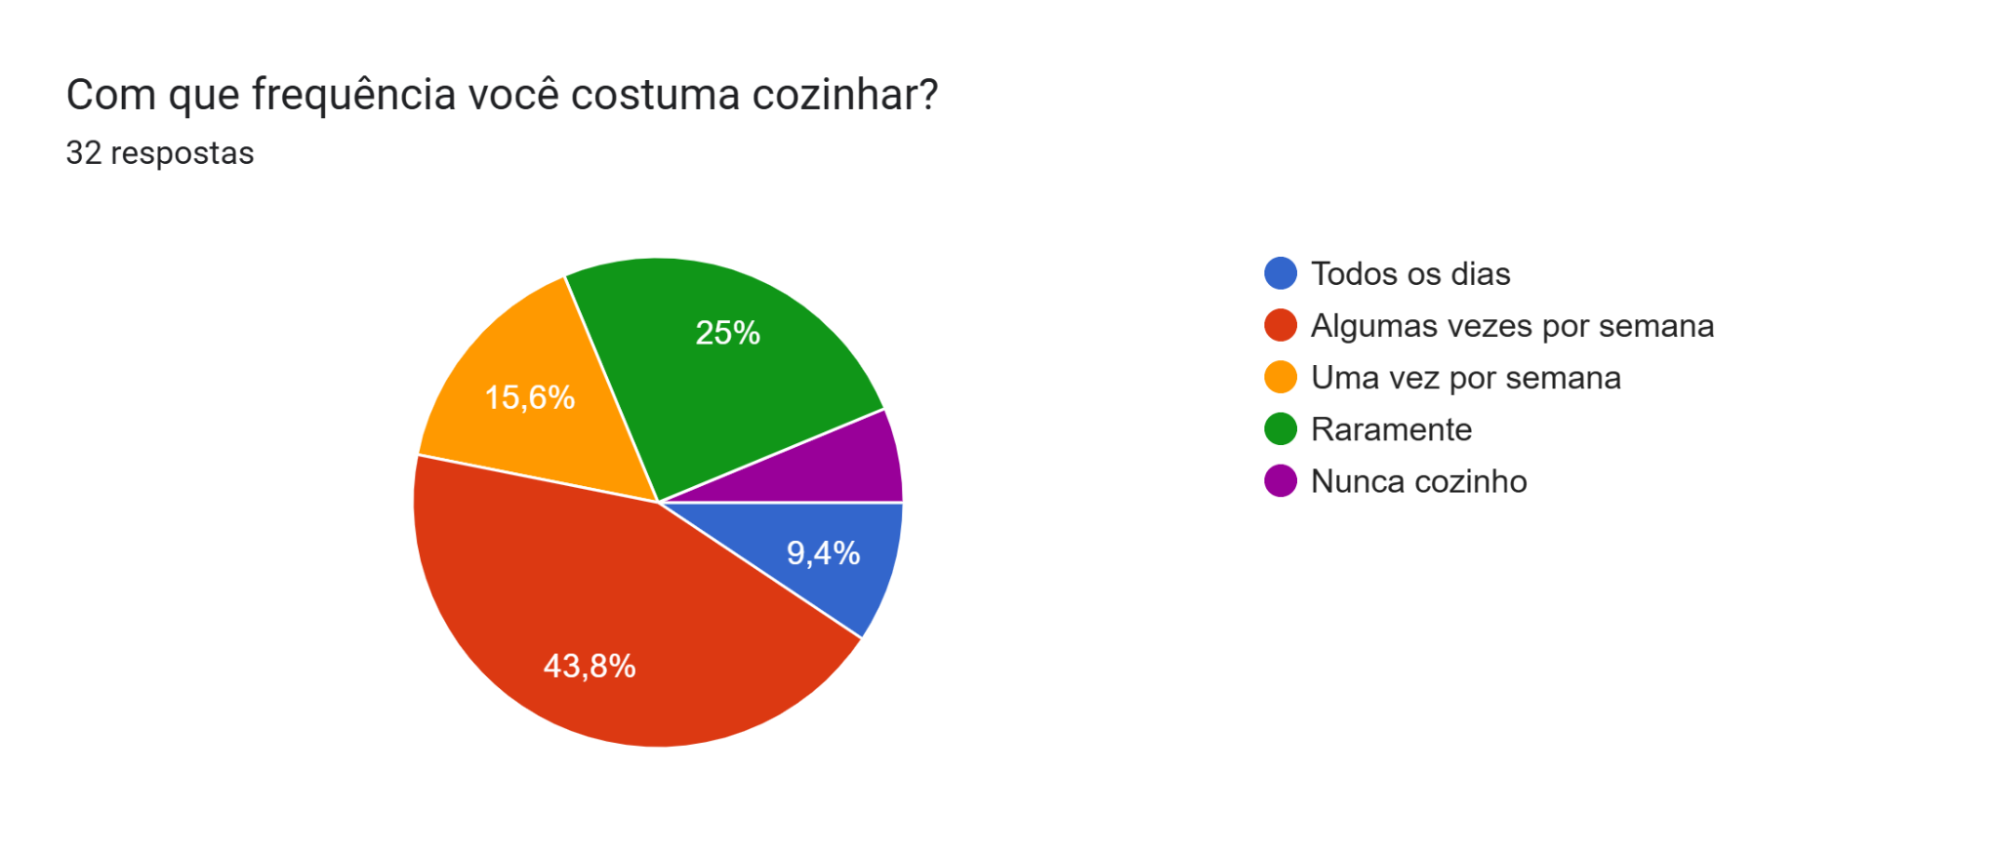 Com que frequência você costuma cozinhar?
32 respostas
25%
15,6%
9,4%
43,8%
Todos os dias
Algumas vezes por semana
Uma vez por semana
Raramente
Nunca cozinho